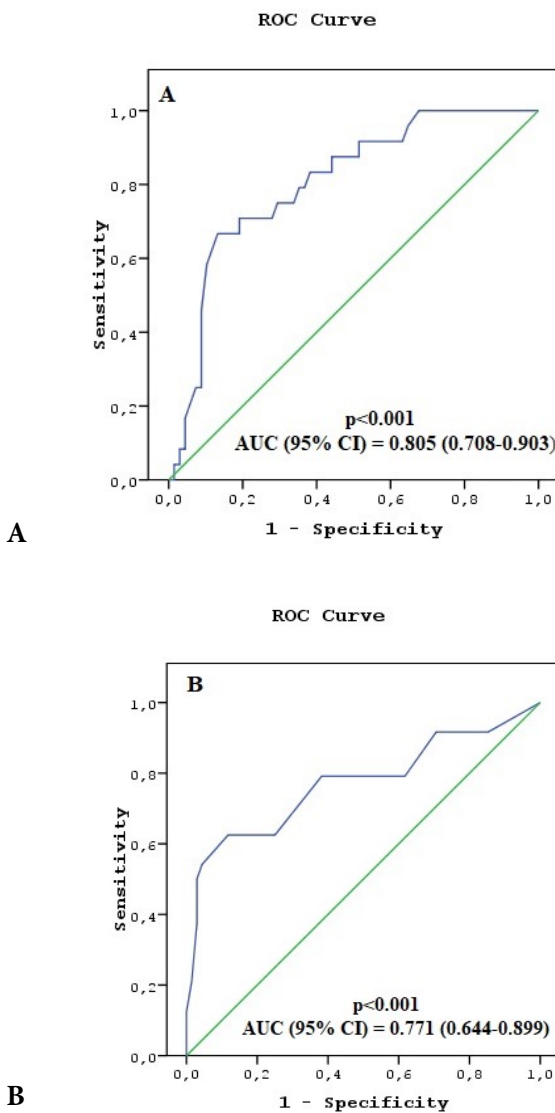 ROC Curve
A
1,0
0,8
0,6
0,4
0,2
0,0
Sensitivity
p<0.001
AUC (95% CI) = 0.805 (0.708-0.903)
0,0 0,2 0,4 0,6 0,8 1,0
1 - Specificity
A
ROC Curve
B
1,0
0,8
0,6
0,4
0,2
0,0
Sensitivity
p<0.001
AUC (95% CI) = 0.771 (0.644-0.899)
0,0 0,2 0,4 0,6 0,8 1,0
1 - Specificity
B